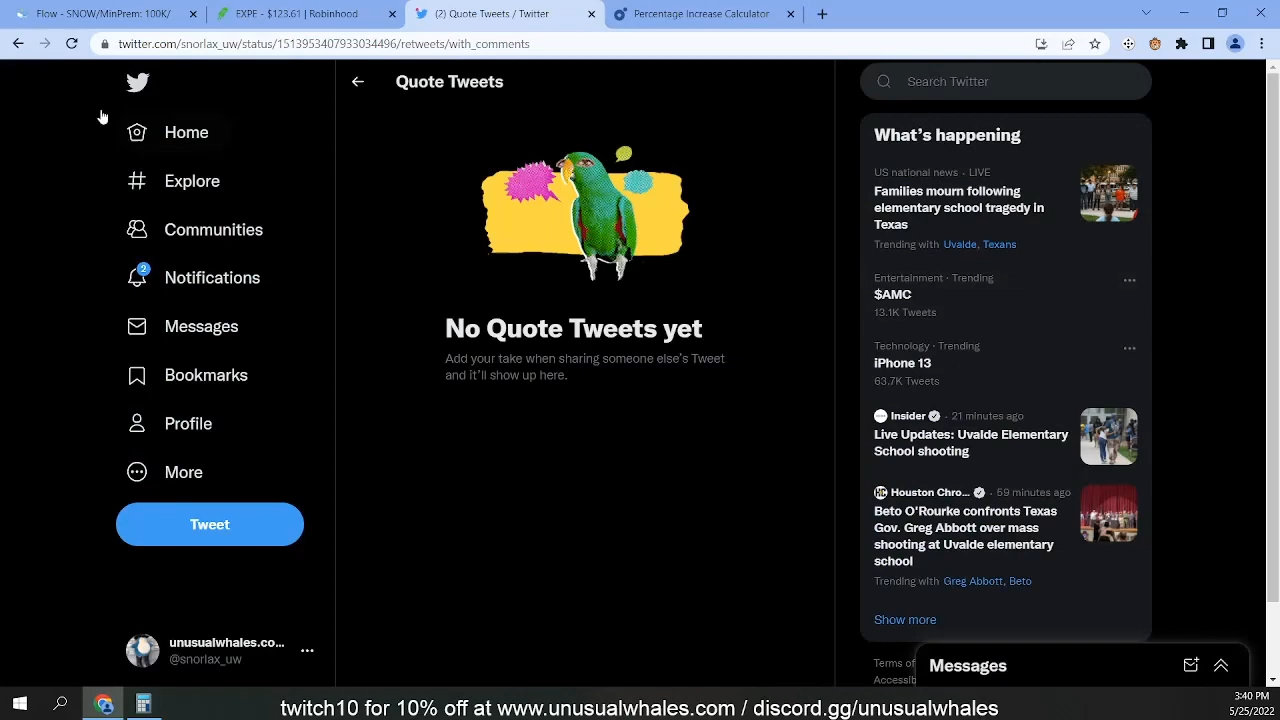 Flow - SNOW/MinPrem: 100K/
EXPE - $123.61 | Robinhood
(2) Quote Tweets / Twitter
Percentage Increase Calculator
twitter.com/snorlax_uw/status/1513953407933034496/retweets/with_comments
Home
Explore
Communities
2
Notifications
Messages
Bookmarks
Profile
More
Tweet
unusualwhales.co...
@snorlax_uw
Quote Tweets
No Quote Tweets yet
Add your take when sharing someone else's Tweet
and it'll show up here.
Search Twitter
What's happening
US national news · LIVE
Families mourn following
elementary school tragedy in
Texas
Trending with Uvalde, Texans
Entertainment · Trending
$AMC
13.1K Tweets
Technology · Trending
iPhone 13
63.7K Tweets
Insider · 21 minutes ago
Live Updates: Uvalde Elementary
School shooting
Houston Chro... · 59 minutes ago
Beto O'Rourke confronts Texas
Gov. Greg Abbott over mass
shooting at Uvalde elementary
school
Trending with Greg Abbott, Beto
Show more
Terms of
Accessib
Messages
twitch10 for 10% off at www.unusualwhales.com / discord.gg/unusualwhales
3:40 PM
5/25/2022